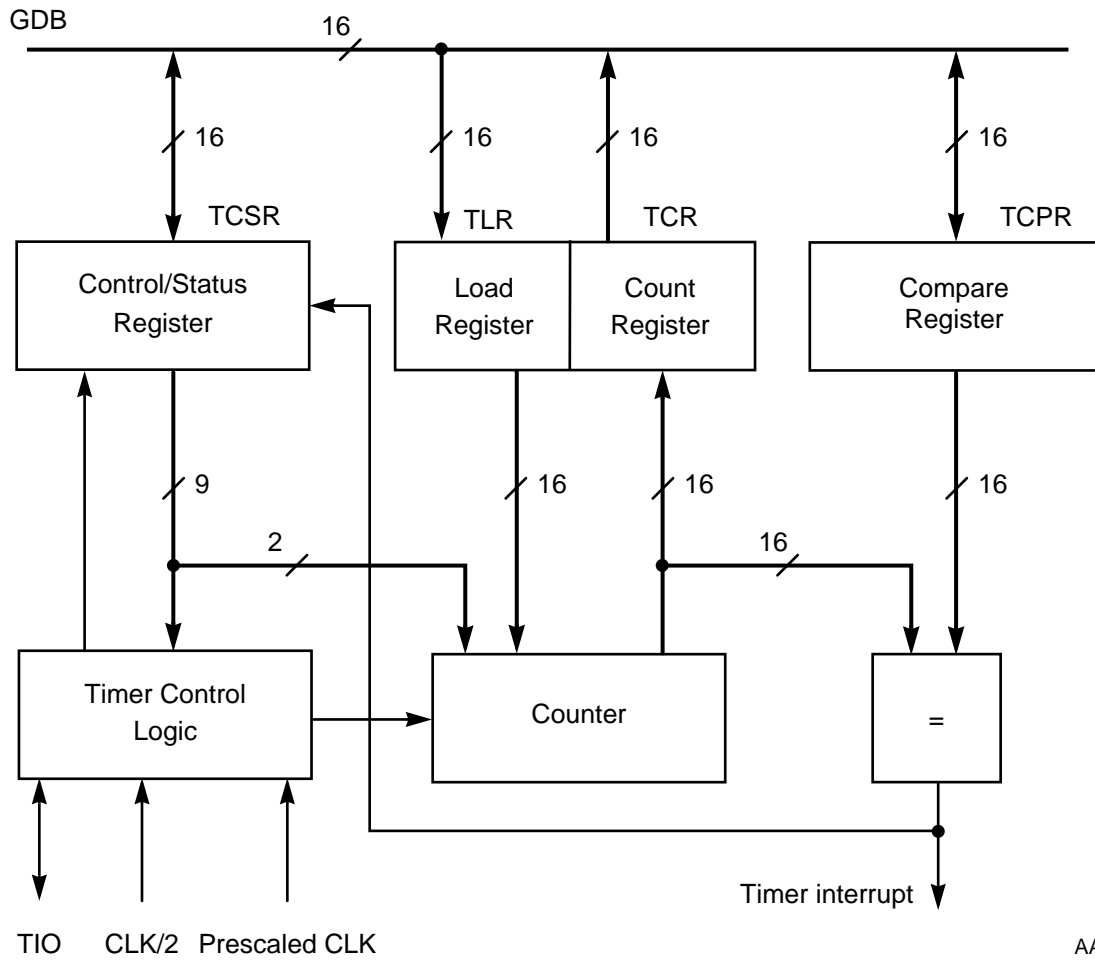 GDB
16
16
16
16
16
TCSR
TLR
TCR
TCPR
Control/Status
Register
Load
Register
Count
Register
Compare
Register
9
16
16
16
2
16
Timer Control
Logic
Counter
=
Timer interrupt
TIO
CLK/2
Prescaled CLK
AA